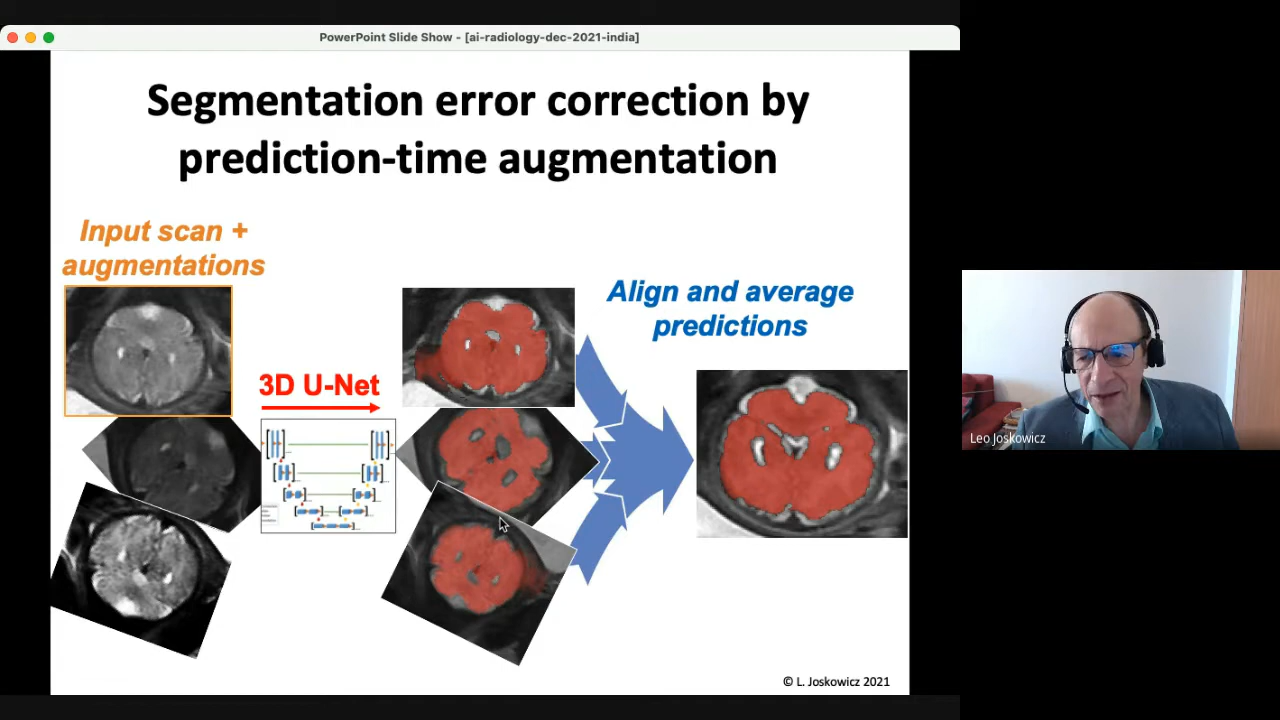 PowerPoint Slide Show - [ai-radiology-dec-2021-india]
Segmentation error correction by
prediction-time augmentation
Input scan +
augmentations
Align and average
predictions
3D U-Net
Leo Joskowicz
© L. Joskowicz 2021